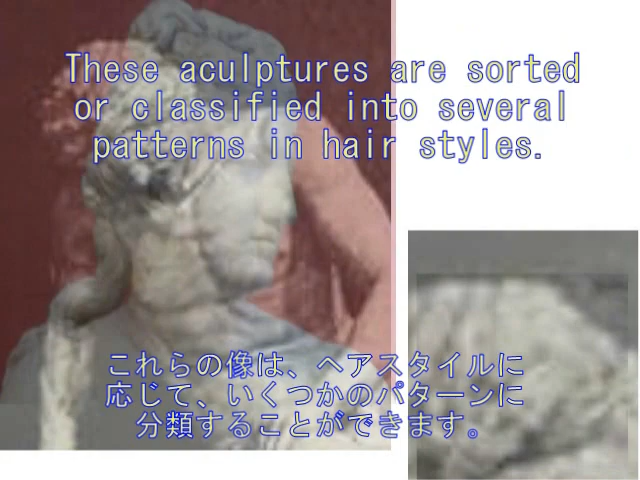 These aculptures are sorted
or classified into several
patterns in hair styles.
これらの像は、ヘアスタイルに
応じて、いくつかのパターンに
分類することができます。